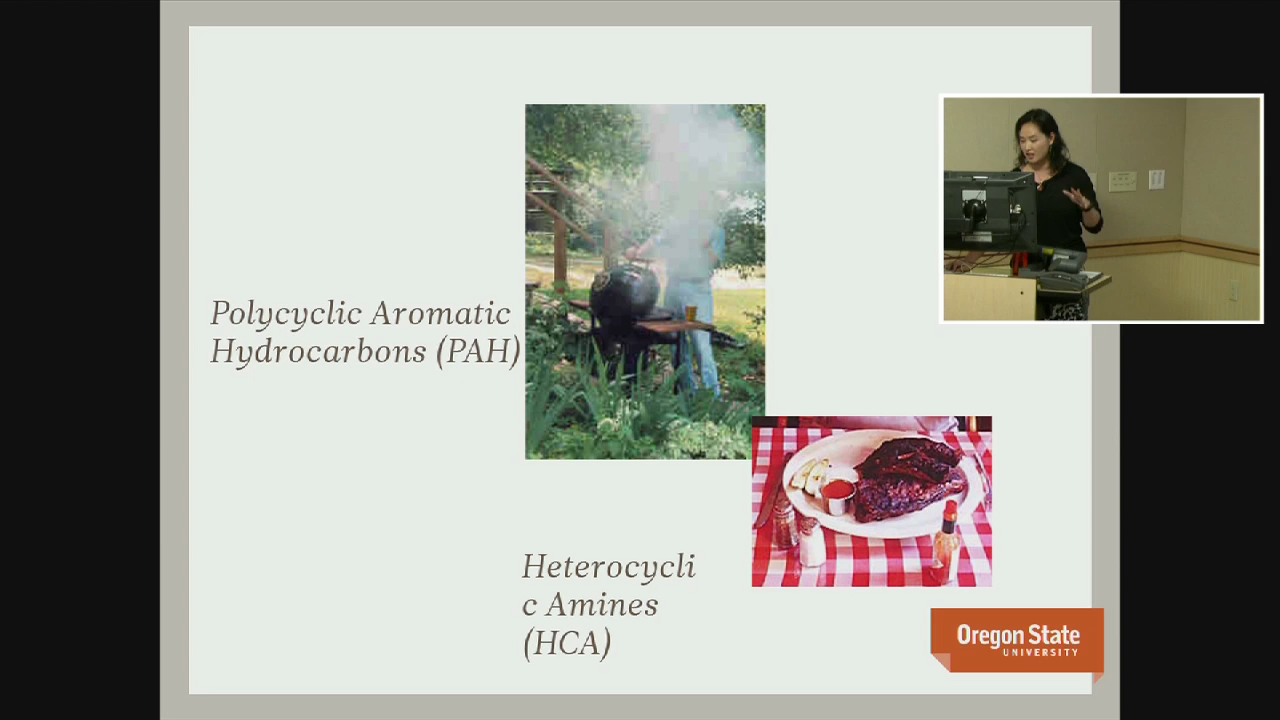 Polycyclic Aromatic
Hydrocarbons (PAH)
Heterocycli
c Amines
(HCA)
Oregon State
UNIVERSITY